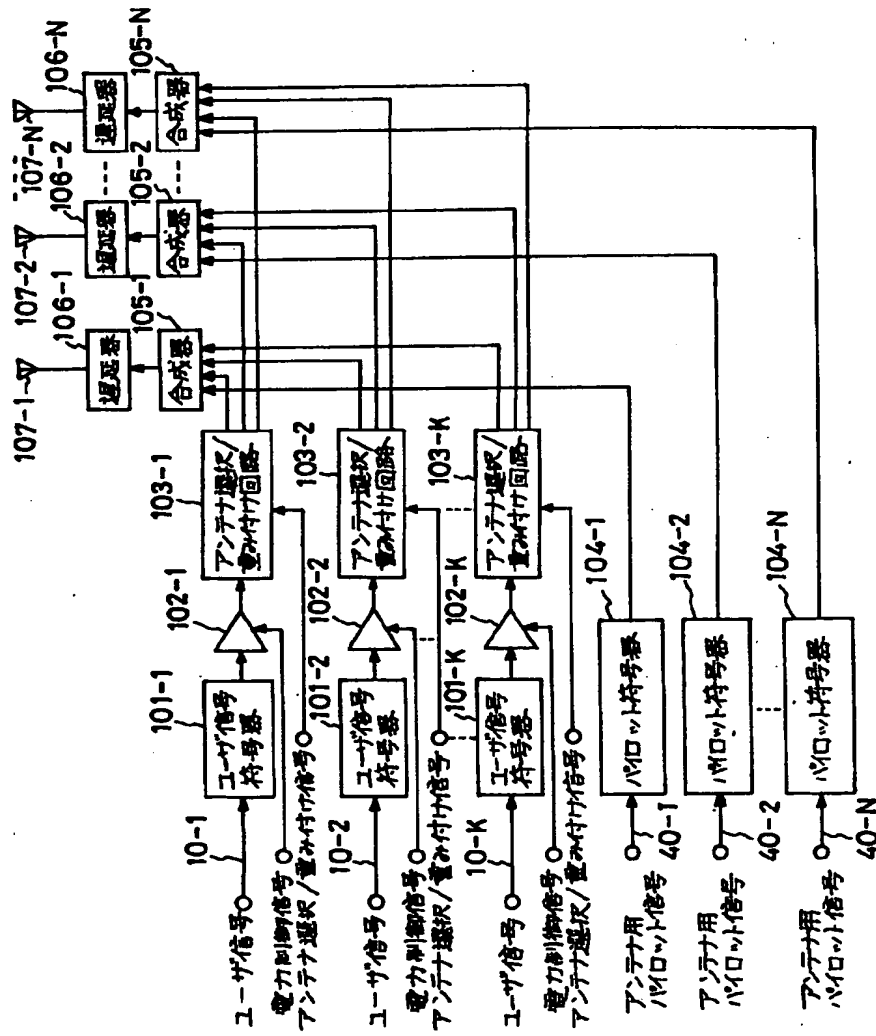 ユーザ信号
10-1
ユーザ信号
符号器
101-1
102-1
アンテナ選択/
重み付け回路
103-1
電力制御信号
アンテナ選択/重み付け信号
ユーザ信号
10-2
ユーザ信号
符号器
101-2
102-2
アンテナ選択/
重み付け回路
103-2
電力制御信号
アンテナ選択/重み付け信号
ユーザ信号
10-K
ユーザ信号
符号器
101-K
102-K
アンテナ選択/
重み付け回路
103-K
電力制御信号
アンテナ選択/重み付け信号
アンテナ用
パイロット信号
40-1
パイロット符号器
104-1
アンテナ用
パイロット信号
40-2
パイロット符号器
104-2
アンテナ用
パイロット信号
40-N
パイロット符号器
104-N
合成器
105-1
遅延器
106-1
107-1
合成器
105-2
遅延器
106-2
107-2
合成器
105-N
遅延器
106-N
107-N